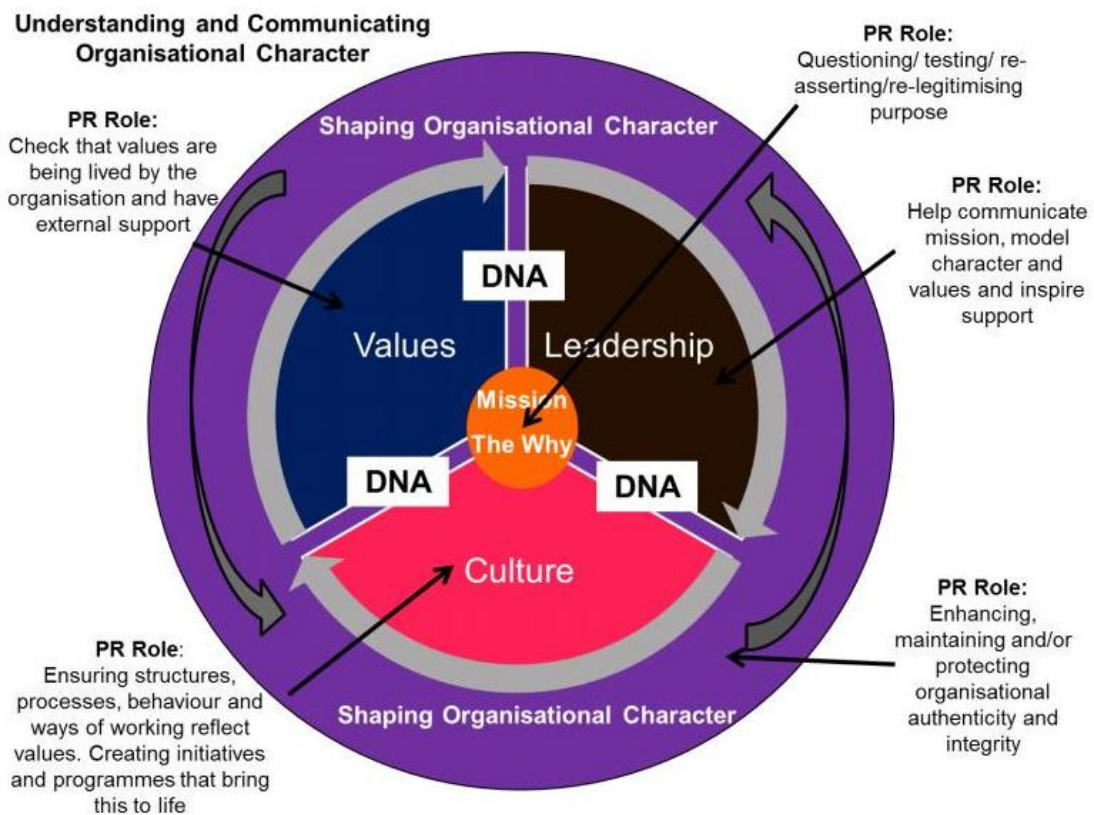 Understanding and Communicating
Organisational Character
PR Role:
Questioning/ testing/ re-
asserting/re-legitimising
purpose
PR Role:
Check that values are
being lived by the
organisation and have
external support
Shaping Organisational Character
PR Role:
Help communicate
mission, model
character and
values and inspire
support
DNA
Values
Leadership
Mission
The Why
DNA
DNA
Culture
PR Role:
Ensuring structures,
processes, behaviour and
ways of working reflect
values. Creating initiatives
and programmes that bring
this to life
PR Role:
Enhancing,
maintaining and/or
protecting
organisational
authenticity and
integrity
Shaping Organisational Character